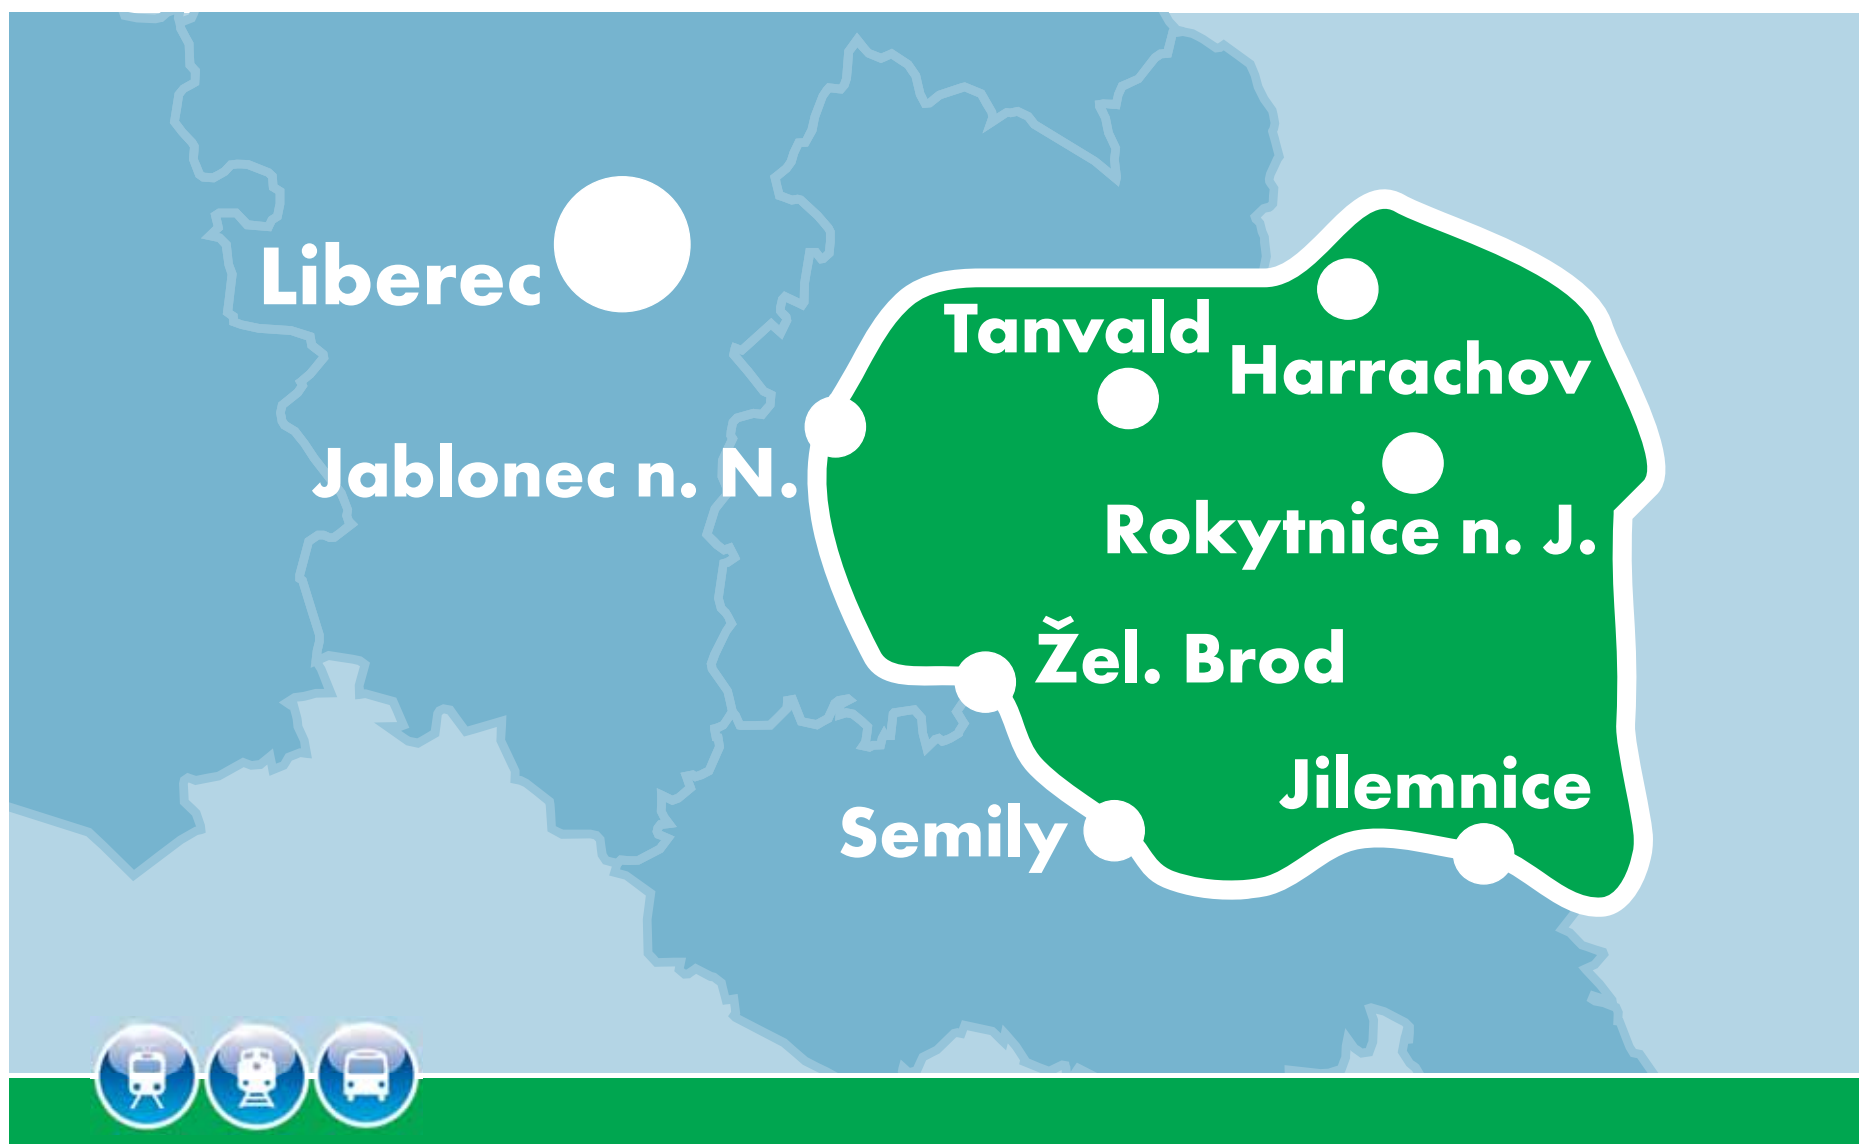 Liberec
Tanvald
Harrachov
Jablonec n. N.
Rokytnice n. J.
Žel. Brod
Jilemnice
Semily